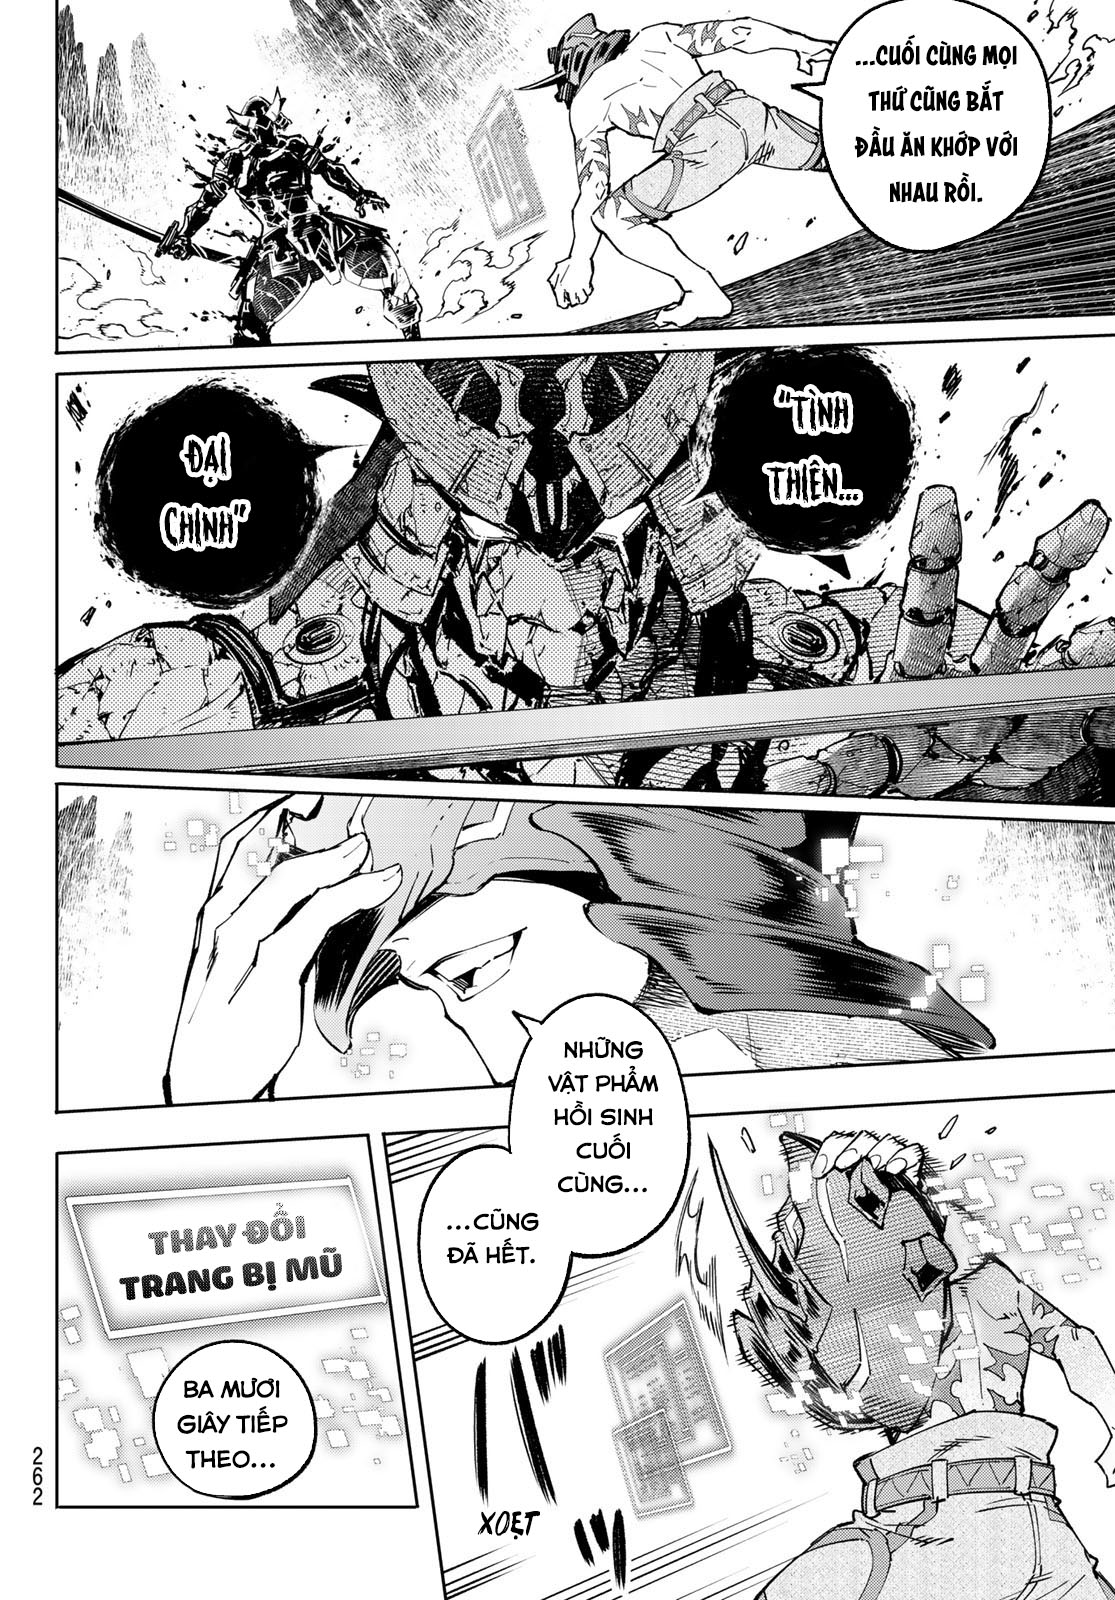 ...CUỐI CÙNG MỌI
THỨ CŨNG BẮT
ĐẦU ĂN KHỚP VỚI
NHAU RỒI.
"TÌNH
THIÊN...
ĐẠI
CHINH"
NHỮNG
VẬT PHẨM
HỒI SINH
CUỐI
CÙNG...
...CŨNG
ĐÃ HẾT.
XOẸT
THAY ĐỔI
TRANG BỊ MŨ
BA MƯƠI
GIÂY TIẾP
THEO...
262